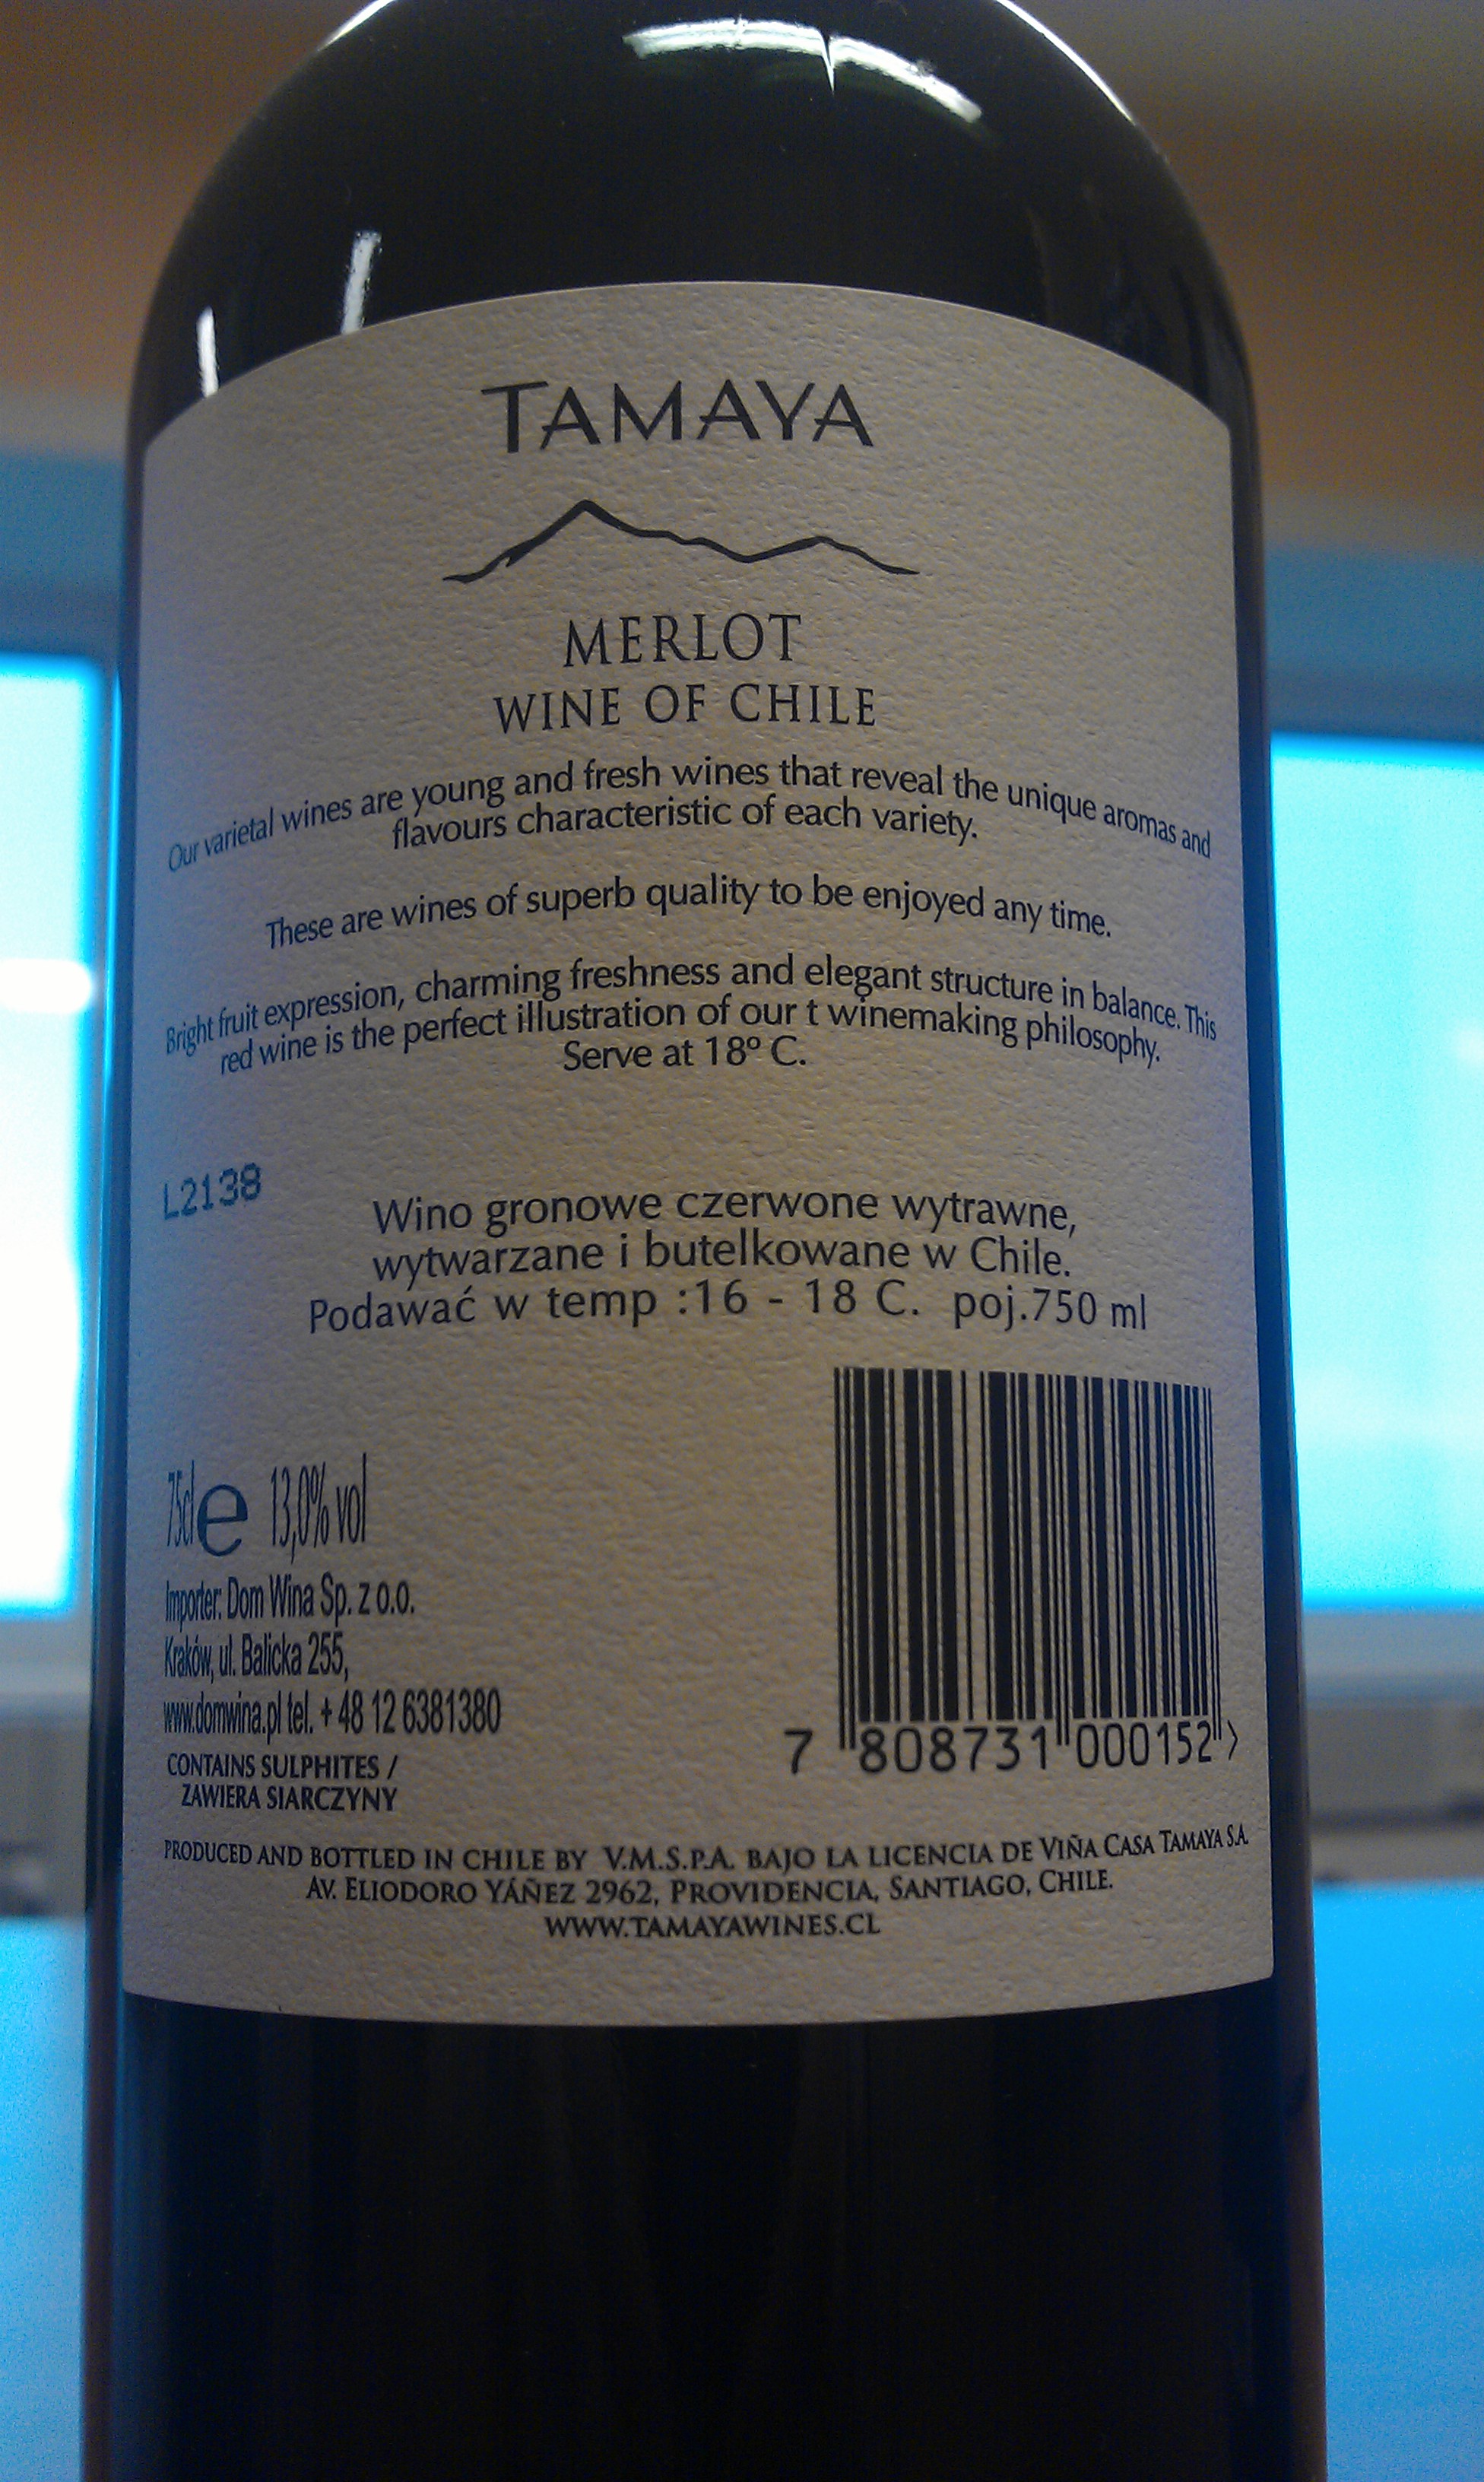 TAMAYA
MERLOT
WINE OF CHILE
Our varietal wines are young and fresh wines that reveal the unique aromas and
flavours characteristic of each variety.
These are wines of superb quality to be enjoyed any time.
Bright fruit expression, charming freshness and elegant structure in balance. This
red wine is the perfect illustration of our t winemaking philosophy.
Serve at 18º C.
L2138
Wino gronowe czerwone wytrawne,
wytwarzane i butelkowane w Chile.
Podawać w temp :16 - 18 C. poj.750 ml
75cl e 13,0% vol
Importer: Dom Wina Sp. z o.o.
Kraków, ul. Balicka 255,
www.domwina.pl tel. + 48 12 6381380
CONTAINS SULPHITES /
ZAWIERA SIARCZYNY
7 808731 000152 >
PRODUCED AND BOTTLED IN CHILE BY V.M.S.P.A. BAJO LA LICENCIA DE VIÑA CASA TAMAYA S.A.
AV. ELIODORO YÁÑEZ 2962, PROVIDENCIA, SANTIAGO, CHILE.
WWW.TAMAYAWINES.CL